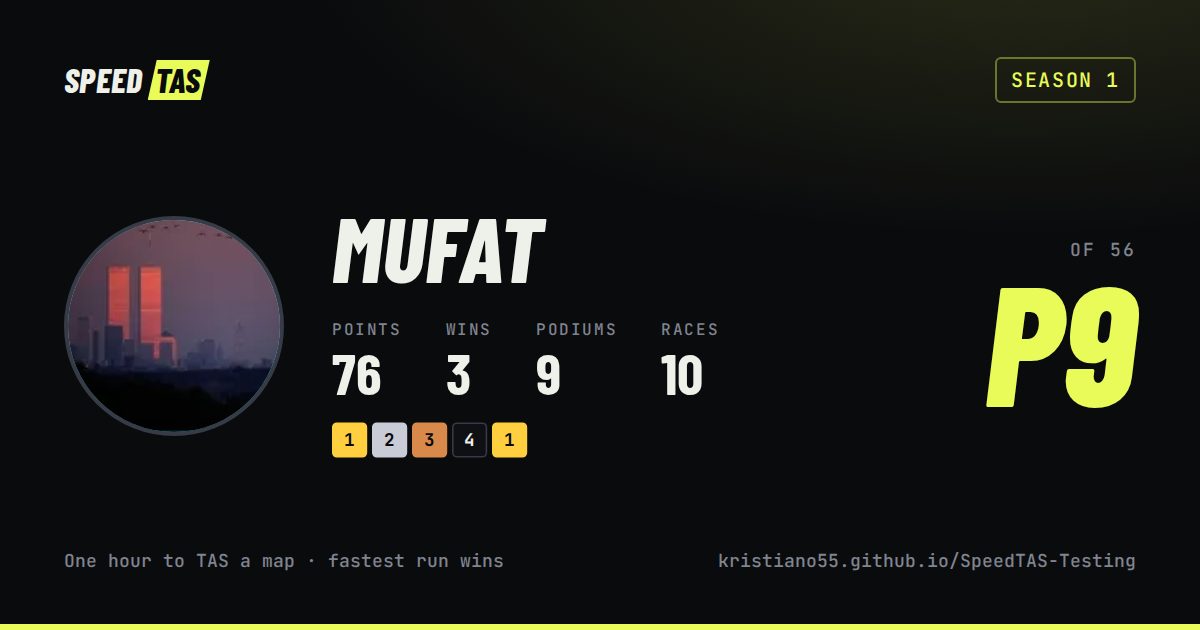 SPEED TAS
SEASON 1
MUFAT
POINTS WINS PODIUMS RACES
76 3 9 10
1 2 3 4 1
OF 56
P9
One hour to TAS a map · fastest run wins
kristiano55.github.io/SpeedTAS-Testing